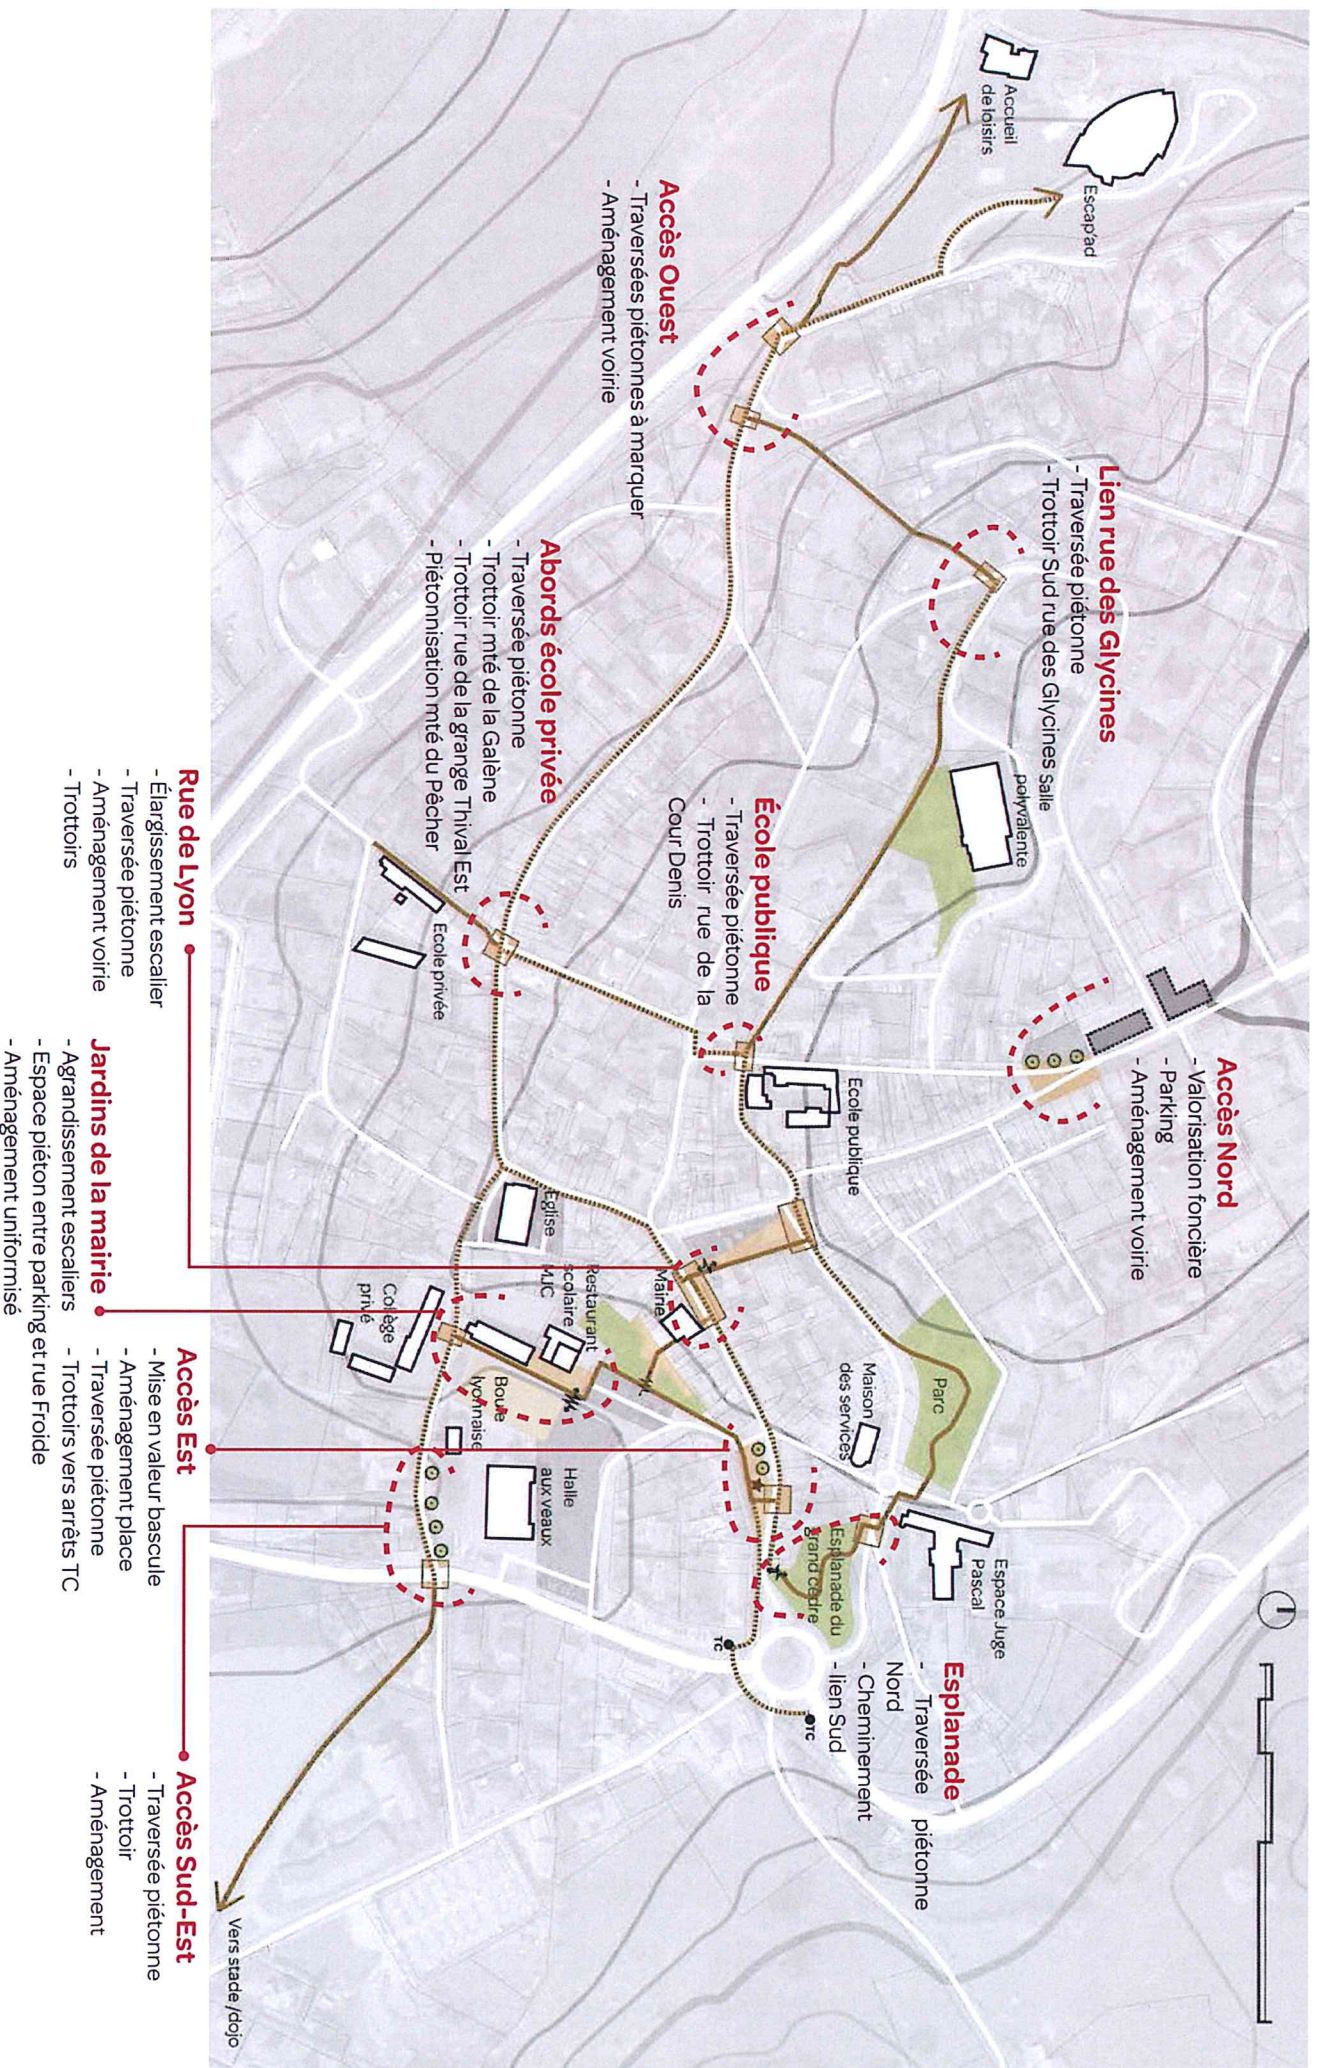 Accueil
de loisirs
Escap'ad
Accès Ouest
- Traversées piétonnes à marquer
- Aménagement voirie
Lien rue des Glycines
- Traversée piétonne
- Trottoir Sud rue des Glycines
Salle
polyvalente
Accès Nord
- Valorisation foncière
- Parking
- Aménagement voirie
Abords école privée
- Traversée piétonne
- Trottoir mté de la Galène
- Trottoir rue de la grange Thival Est
- Piétonnisation mté du Pêcher
École publique
- Traversée piétonne
- Trottoir rue de la
Cour Denis
Ecole privée
Ecole publique
Eglise
MJC
Restaurant
scolaire
Mairie
Collège
privé
Boule
lyonnaise
Halle
aux veaux
Maison
des services
Parc
Esplanade du
grand cèdre
Espace Juge
Pascal
TC
TC
Esplanade
- Traversée piétonne
Nord
- Cheminement
- lien Sud
Rue de Lyon
- Élargissement escalier
- Traversée piétonne
- Aménagement voirie
- Trottoirs
Jardins de la mairie
- Agrandissement escaliers
- Espace piéton entre parking et rue Froide
- Aménagement uniformisé
Accès Est
- Mise en valeur bascule
- Aménagement place
- Traversée piétonne
- Trottoirs vers arrêts TC
Accès Sud-Est
- Traversée piétonne
- Trottoir
- Aménagement
Vers stade /dojo